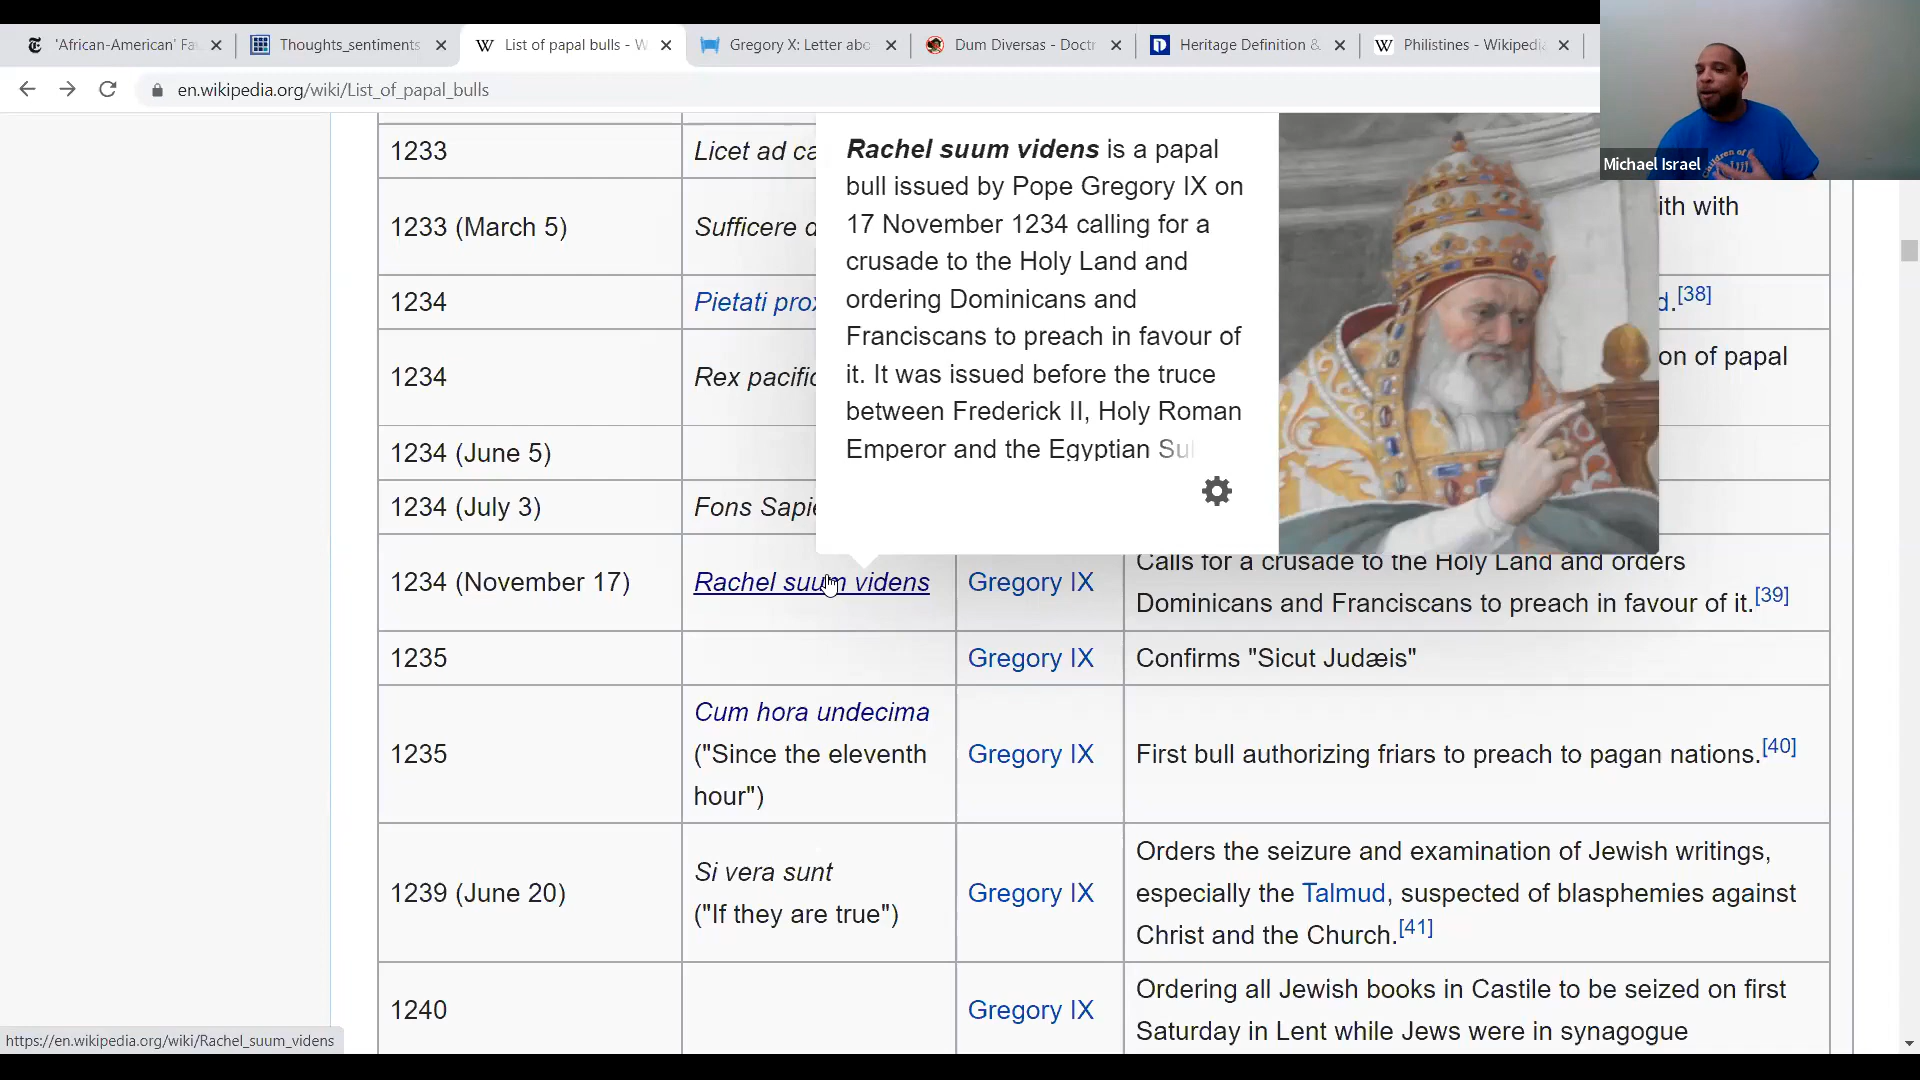 'African-American' Fa
Thoughts_sentiments
List of papal bulls - W
Gregory X: Letter abo
Dum Diversas - Doctr
Heritage Definition &
Philistines - Wikipedi
en.wikipedia.org/wiki/List_of_papal_bulls
Michael Israel
1233
Licet ad ca
1233 (March 5)
Sufficere d
ith with
1234
Pietati prox
d.[38]
1234
Rex pacific
on of papal
1234 (June 5)
1234 (July 3)
Fons Sapie
Rachel suum videns is a papal
bull issued by Pope Gregory IX on
17 November 1234 calling for a
crusade to the Holy Land and
ordering Dominicans and
Franciscans to preach in favour of
it. It was issued before the truce
between Frederick II, Holy Roman
Emperor and the Egyptian Sul
1234 (November 17)
Rachel suum videns
Gregory IX
Calls for a crusade to the Holy Land and orders
Dominicans and Franciscans to preach in favour of it.[39]
1235
Gregory IX
Confirms "Sicut Judæis"
1235
Cum hora undecima
("Since the eleventh
hour")
Gregory IX
First bull authorizing friars to preach to pagan nations.[40]
1239 (June 20)
Si vera sunt
("If they are true")
Gregory IX
Orders the seizure and examination of Jewish writings,
especially the Talmud, suspected of blasphemies against
Christ and the Church.[41]
1240
Gregory IX
Ordering all Jewish books in Castile to be seized on first
Saturday in Lent while Jews were in synagogue
https://en.wikipedia.org/wiki/Rachel_suum_videns